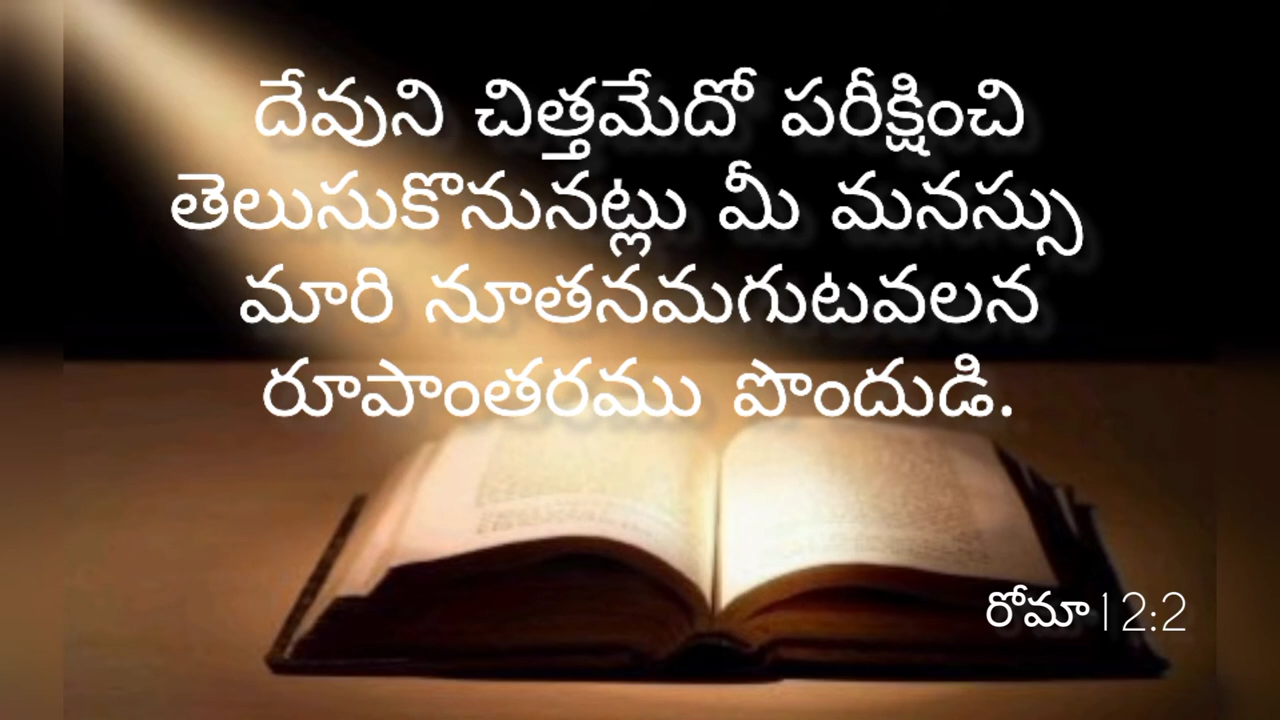 దేవుని చిత్తమేదో పరీక్షించి
తెలుసుకొనునట్లు మీ మనస్సు
మారి నూతనమగుటవలన
రూపాంతరము పొందుడి.
రోమా 12:2